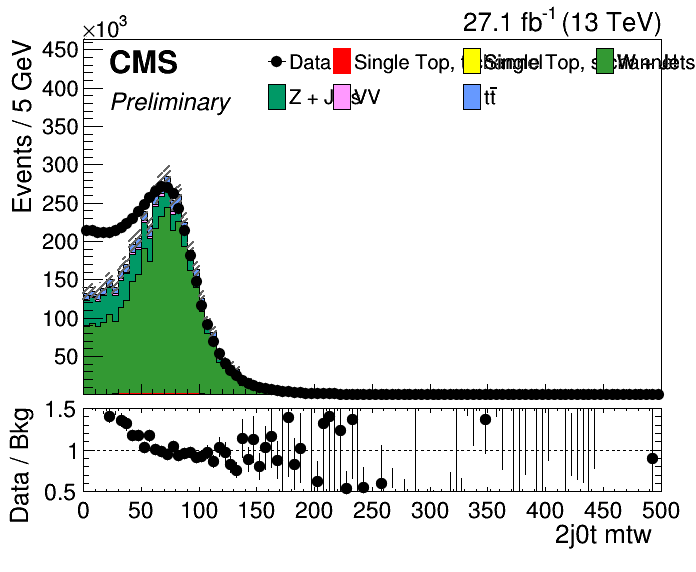 ×10³
27.1 fb⁻¹ (13 TeV)
Events / 5 GeV
450
400
350
300
250
200
150
100
50
CMS
Preliminary
Data
Single Top, t
Single Top, s
W + Jets
Z + J
VV
tt̄
Data / Bkg
1.5
1
0.5
0 50 100 150 200 250 300 350 400 450 500
2j0t mtw